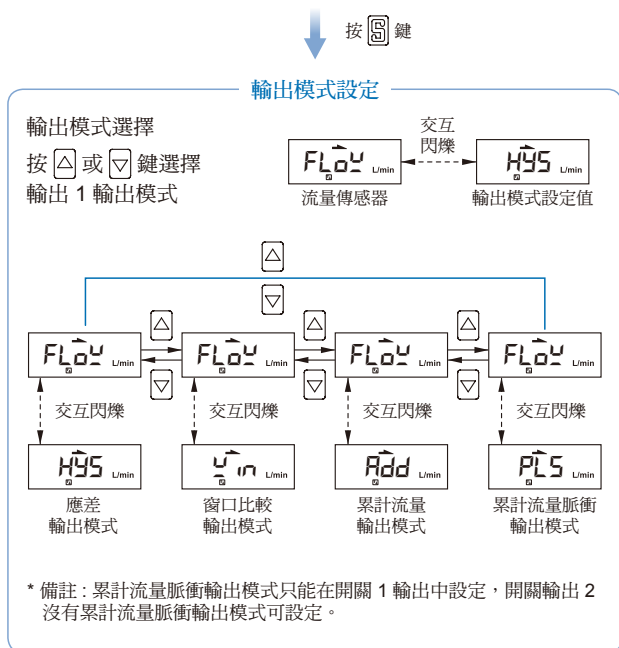 按 S 鍵
輸出模式設定
輸出模式選擇
按 △ 或 ▽ 鍵選擇
輸出 1 輸出模式
交互
閃爍
FLoW L/min
HYS L/min
流量傳感器
輸出模式設定值
FLoW L/min
FLoW L/min
FLoW L/min
FLoW L/min
交互閃爍
交互閃爍
交互閃爍
交互閃爍
HYS L/min
Win L/min
Add L/min
PLS L/min
應差
輸出模式
窗口比較
輸出模式
累計流量
輸出模式
累計流量脈衝
輸出模式
* 備註 : 累計流量脈衝輸出模式只能在開關 1 輸出中設定，開關輸出 2
沒有累計流量脈衝輸出模式可設定。